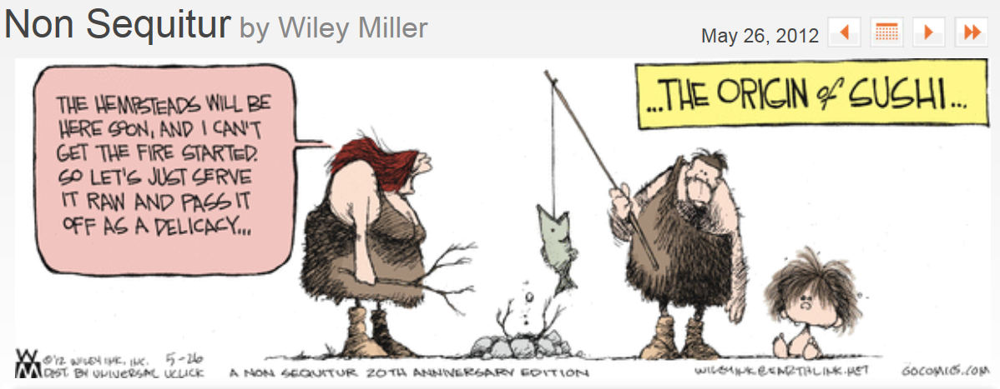 Non Sequitur by Wiley Miller
May 26, 2012
THE HEMPSTEADS WILL BE
HERE SOON, AND I CAN'T
GET THE FIRE STARTED.
SO LET'S JUST SERVE
IT RAW AND PASS IT
OFF AS A DELICACY...
...THE ORIGIN of SUSHI...
©'12 WILEY INK, INC. 5-26
DIST. BY UNIVERSAL UCLICK
A NON SEQUITUR 20TH ANNIVERSARY EDITION
WILEYINK@EARTHLINK.NET
GOCOMICS.COM